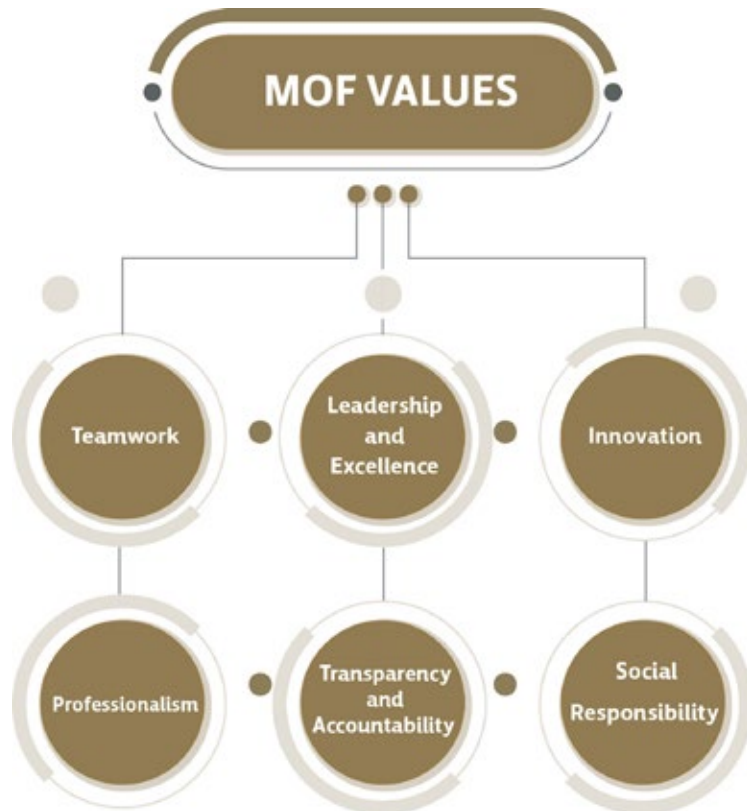 MOF VALUES
Teamwork
Leadership
and
Excellence
Innovation
Professionalism
Transparency
and
Accountability
Social
Responsibility